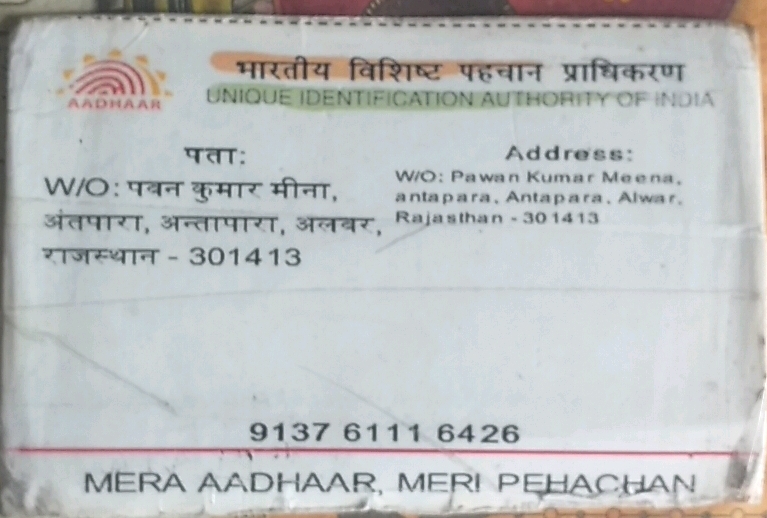 भारतीय विशिष्ट पहचान प्राधिकरण
AADHAAR
UNIQUE IDENTIFICATION AUTHORITY OF INDIA
पता:
W/O: पवन कुमार मीना,
अंतपारा, अन्तापारा, अलबर,
राजस्थान - 301413
Address:
W/O: Pawan Kumar Meena,
antapara, Antapara, Alwar,
Rajasthan - 301413
9137 6111 6426
MERA AADHAAR, MERI PEHACHAN